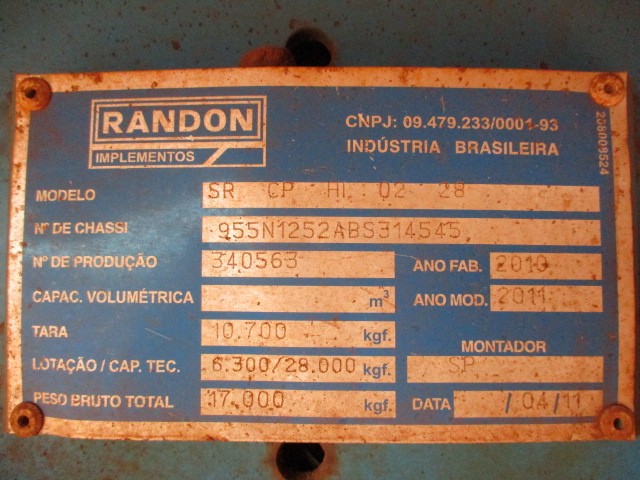 RANDON
IMPLEMENTOS
CNPJ: 09.479.233/0001-93
INDÚSTRIA BRASILEIRA
208009524
MODELO SR CP HL 02 28
Nº DE CHASSI 955N1252ABS314545
Nº DE PRODUÇÃO 340563 ANO FAB. 2010
CAPAC. VOLUMÉTRICA m³ ANO MOD. 2011
TARA 10.700 kgf. MONTADOR
LOTAÇÃO / CAP. TEC. 6.300/28.000 kgf. SP
PESO BRUTO TOTAL 17.000 kgf. DATA /04/11